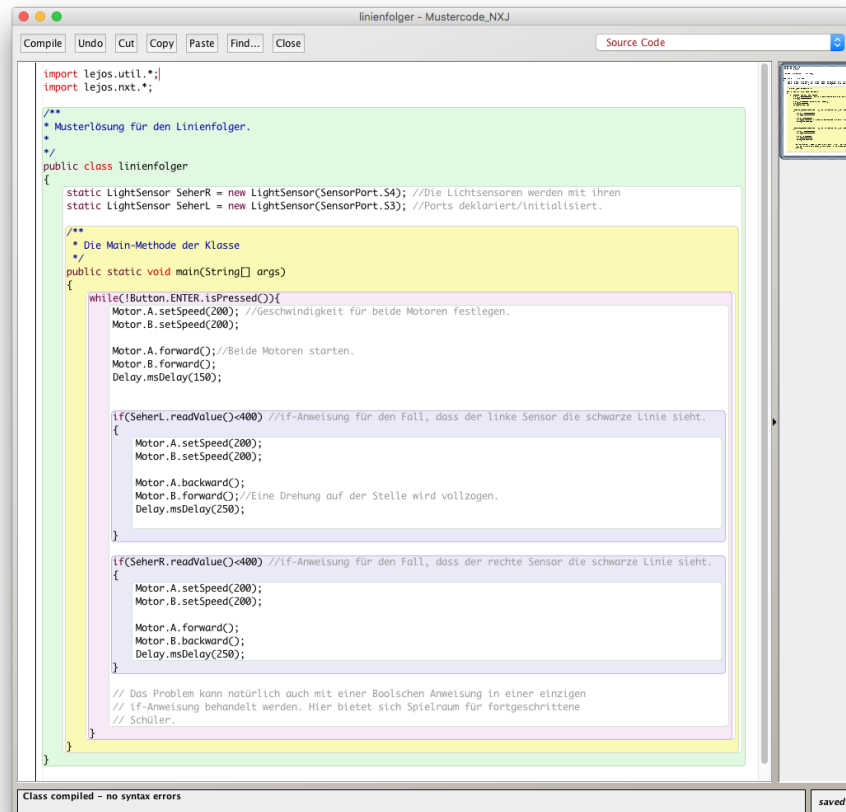 linienfolger - Mustercode_NXJ
Compile Undo Cut Copy Paste Find... Close Source Code
import lejos.util.*;
import lejos.nxt.*;
/**
* Musterlösung für den Linienfolger.
*
*/
public class linienfolger
{
static LightSensor SeherR = new LightSensor(SensorPort.S4); //Die Lichtsensoren werden mit ihren
static LightSensor SeherL = new LightSensor(SensorPort.S3); //Ports deklariert/initialisiert.
/**
* Die Main-Methode der Klasse
*/
public static void main(String[] args)
{
while(!Button.ENTER.isPressed()){
Motor.A.setSpeed(200); //Geschwindigkeit für beide Motoren festlegen.
Motor.B.setSpeed(200);
Motor.A.forward();//Beide Motoren starten.
Motor.B.forward();
Delay.msDelay(150);
if(SeherL.readValue()<400) //if-Anweisung für den Fall, dass der linke Sensor die schwarze Linie sieht.
{
Motor.A.setSpeed(200);
Motor.B.setSpeed(200);
Motor.A.backward();
Motor.B.forward();//Eine Drehung auf der Stelle wird vollzogen.
Delay.msDelay(250);
}
if(SeherR.readValue()<400) //if-Anweisung für den Fall, dass der rechte Sensor die schwarze Linie sieht.
{
Motor.A.setSpeed(200);
Motor.B.setSpeed(200);
Motor.A.forward();
Motor.B.backward();
Delay.msDelay(250);
}
// Das Problem kann natürlich auch mit einer Boolschen Anweisung in einer einzigen
// if-Anweisung behandelt werden. Hier bietet sich Spielraum für fortgeschrittene
// Schüler.
}
}
}
Class compiled - no syntax errors
saved